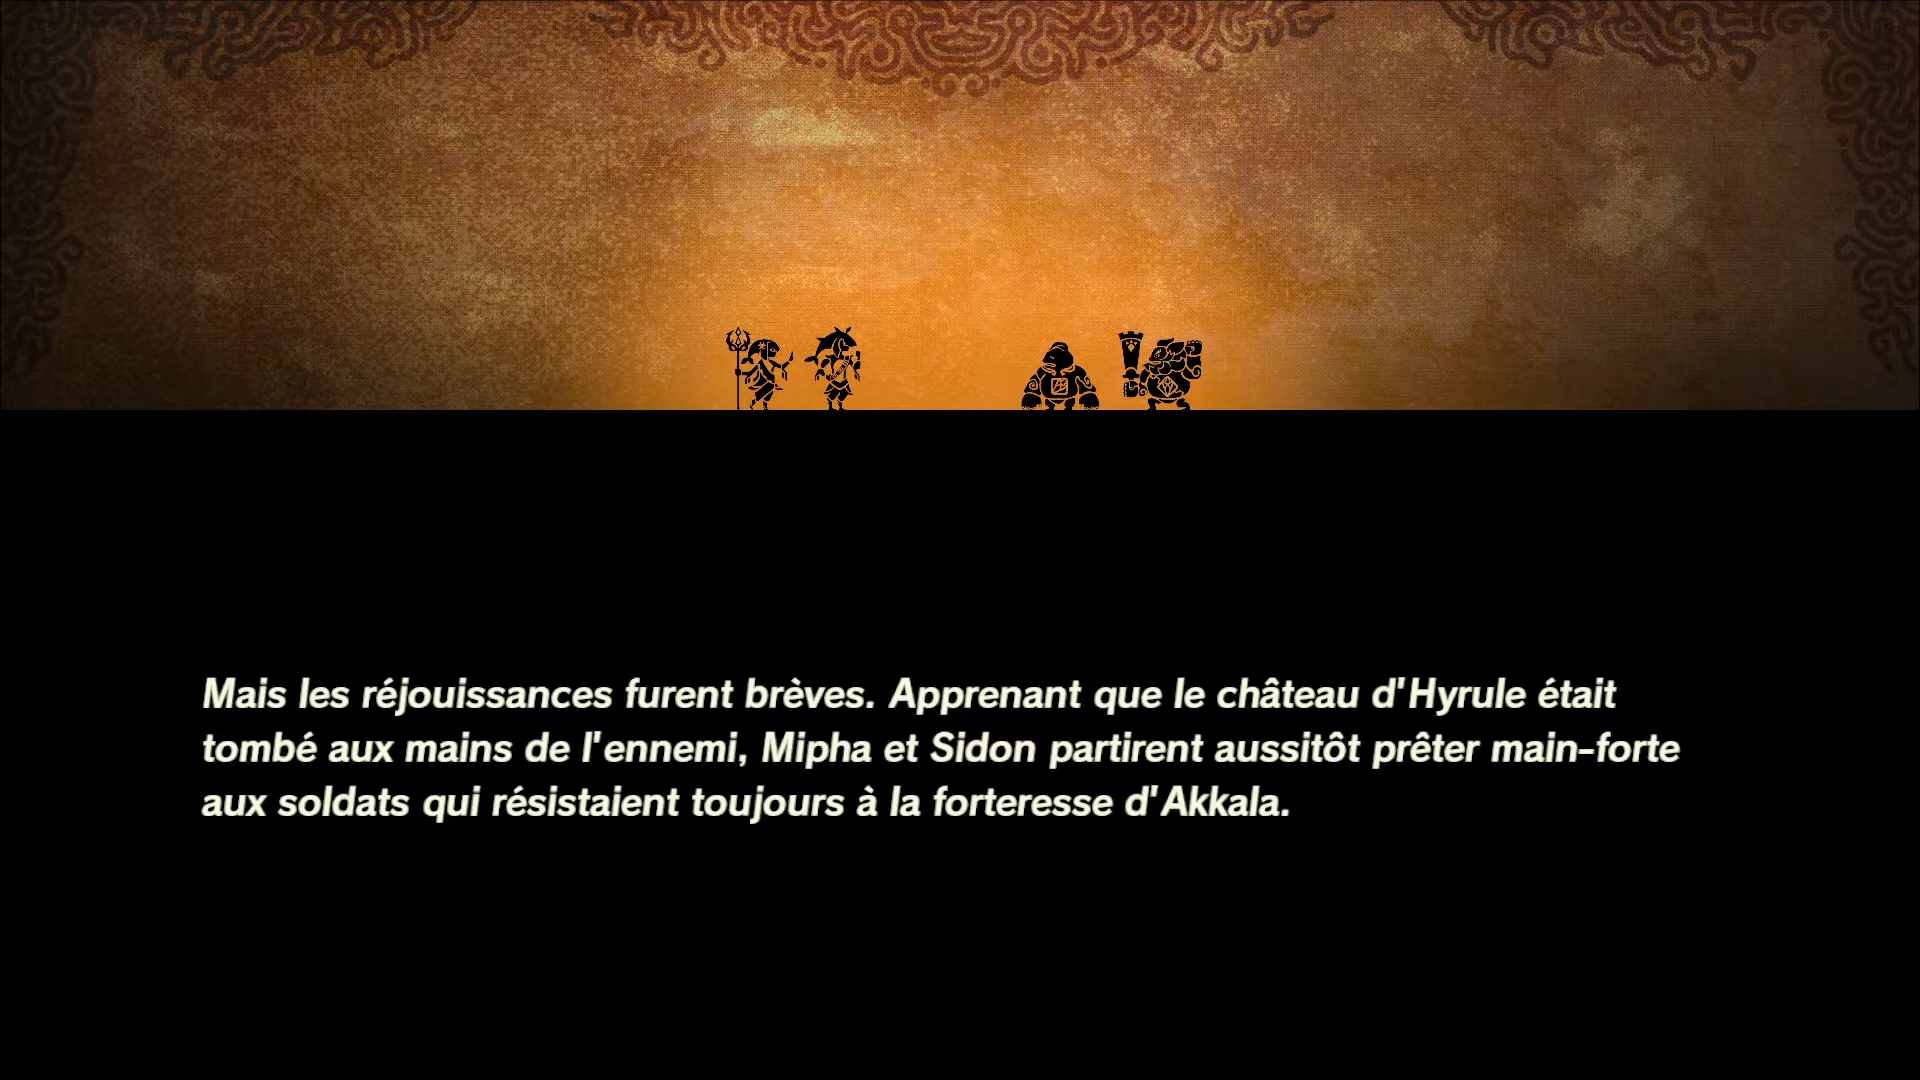 Mais les réjouissances furent brèves. Apprenant que le château d'Hyrule était
tombé aux mains de l'ennemi, Mipha et Sidon partirent aussitôt prêter main-forte
aux soldats qui résistaient toujours à la forteresse d'Akkala.